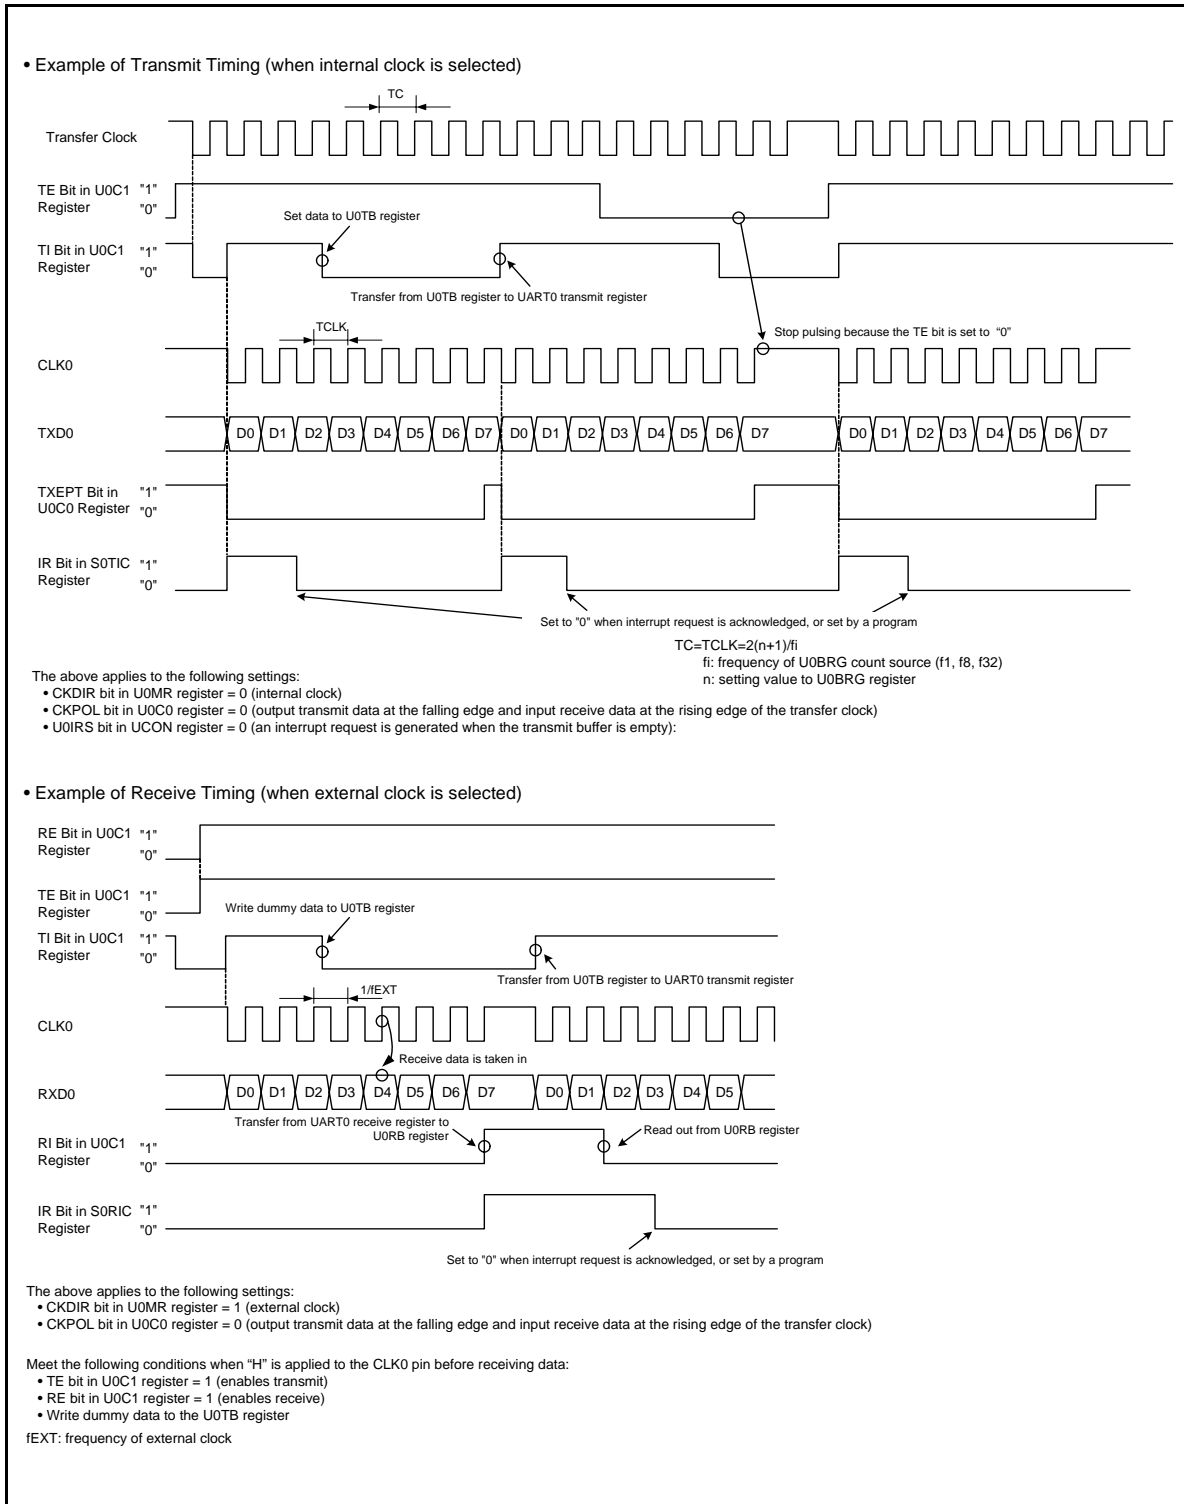 • Example of Transmit Timing (when internal clock is selected)
TC
Transfer Clock
TE Bit in U0C1 "1"
Register "0"
Set data to U0TB register
TI Bit in U0C1 "1"
Register "0"
Transfer from U0TB register to UART0 transmit register
TCLK
Stop pulsing because the TE bit is set to “0”
CLK0
TXD0 D0 D1 D2 D3 D4 D5 D6 D7 D0 D1 D2 D3 D4 D5 D6 D7 D0 D1 D2 D3 D4 D5 D6 D7
TXEPT Bit in "1"
U0C0 Register "0"
IR Bit in S0TIC "1"
Register "0"
Set to "0" when interrupt request is acknowledged, or set by a program
TC=TCLK=2(n+1)/fi
fi: frequency of U0BRG count source (f1, f8, f32)
n: setting value to U0BRG register
The above applies to the following settings:
• CKDIR bit in U0MR register = 0 (internal clock)
• CKPOL bit in U0C0 register = 0 (output transmit data at the falling edge and input receive data at the rising edge of the transfer clock)
• U0IRS bit in UCON register = 0 (an interrupt request is generated when the transmit buffer is empty):
• Example of Receive Timing (when external clock is selected)
RE Bit in U0C1 "1"
Register "0"
TE Bit in U0C1 "1"
Register "0"
Write dummy data to U0TB register
TI Bit in U0C1 "1"
Register "0"
Transfer from U0TB register to UART0 transmit register
1/fEXT
CLK0
Receive data is taken in
RXD0 D0 D1 D2 D3 D4 D5 D6 D7 D0 D1 D2 D3 D4 D5
Transfer from UART0 receive register to
U0RB register
Read out from U0RB register
RI Bit in U0C1 "1"
Register "0"
IR Bit in S0RIC "1"
Register "0"
Set to "0" when interrupt request is acknowledged, or set by a program
The above applies to the following settings:
• CKDIR bit in U0MR register = 1 (external clock)
• CKPOL bit in U0C0 register = 0 (output transmit data at the falling edge and input receive data at the rising edge of the transfer clock)
Meet the following conditions when “H” is applied to the CLK0 pin before receiving data:
• TE bit in U0C1 register = 1 (enables transmit)
• RE bit in U0C1 register = 1 (enables receive)
• Write dummy data to the U0TB register
fEXT: frequency of external clock